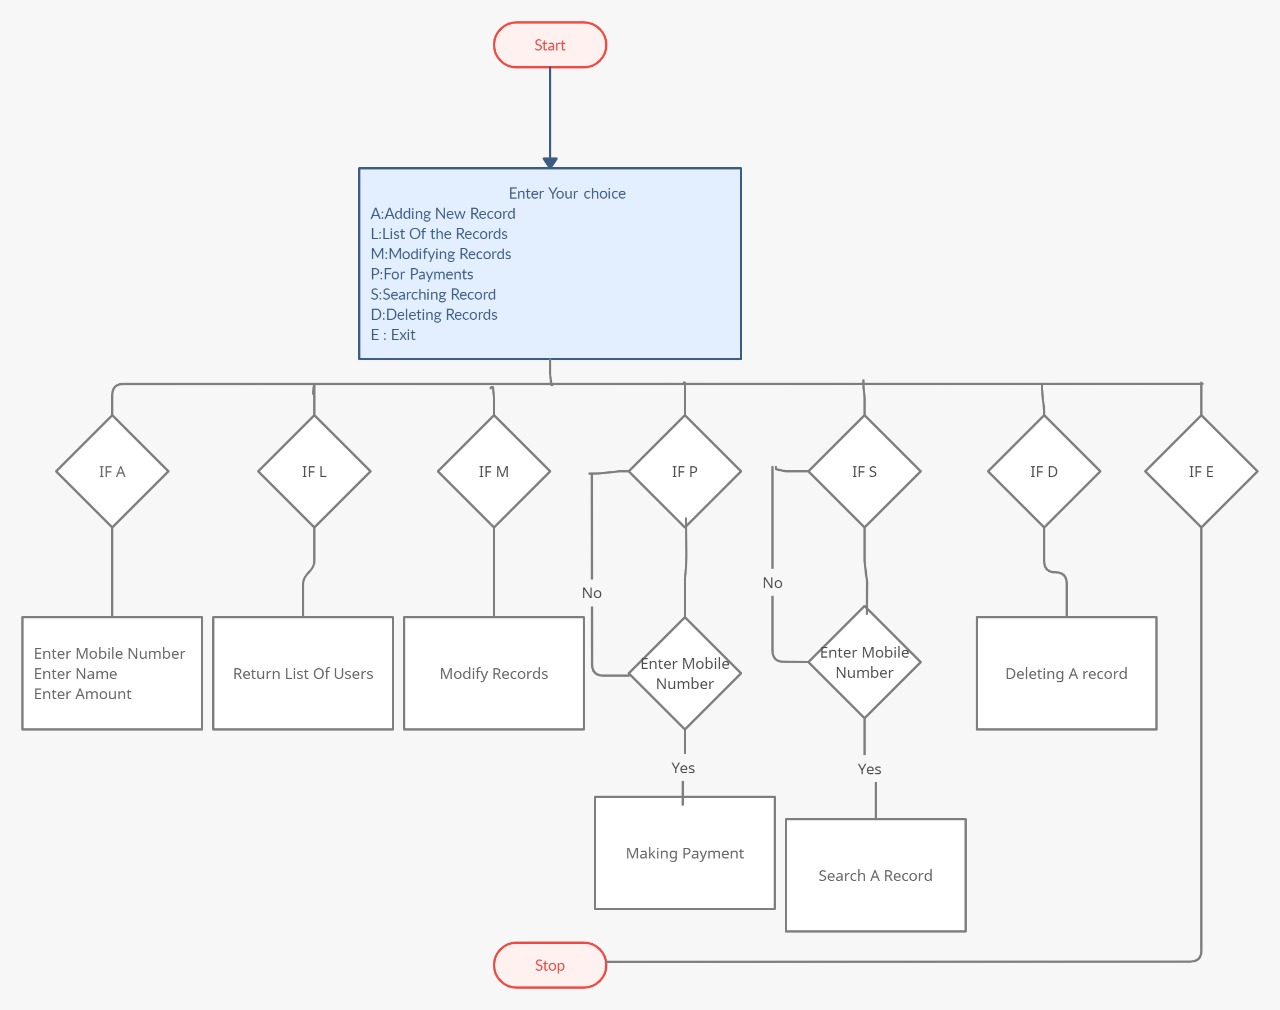 Start
Enter Your choice
A:Adding New Record
L:List Of the Records
M:Modifying Records
P:For Payments
S:Searching Record
D:Deleting Records
E : Exit
IF A
IF L
IF M
IF P
IF S
IF D
IF E
No
No
Enter Mobile Number
Enter Name
Enter Amount
Return List Of Users
Modify Records
Enter Mobile
Number
Enter Mobile
Number
Deleting A record
Yes
Yes
Making Payment
Search A Record
Stop